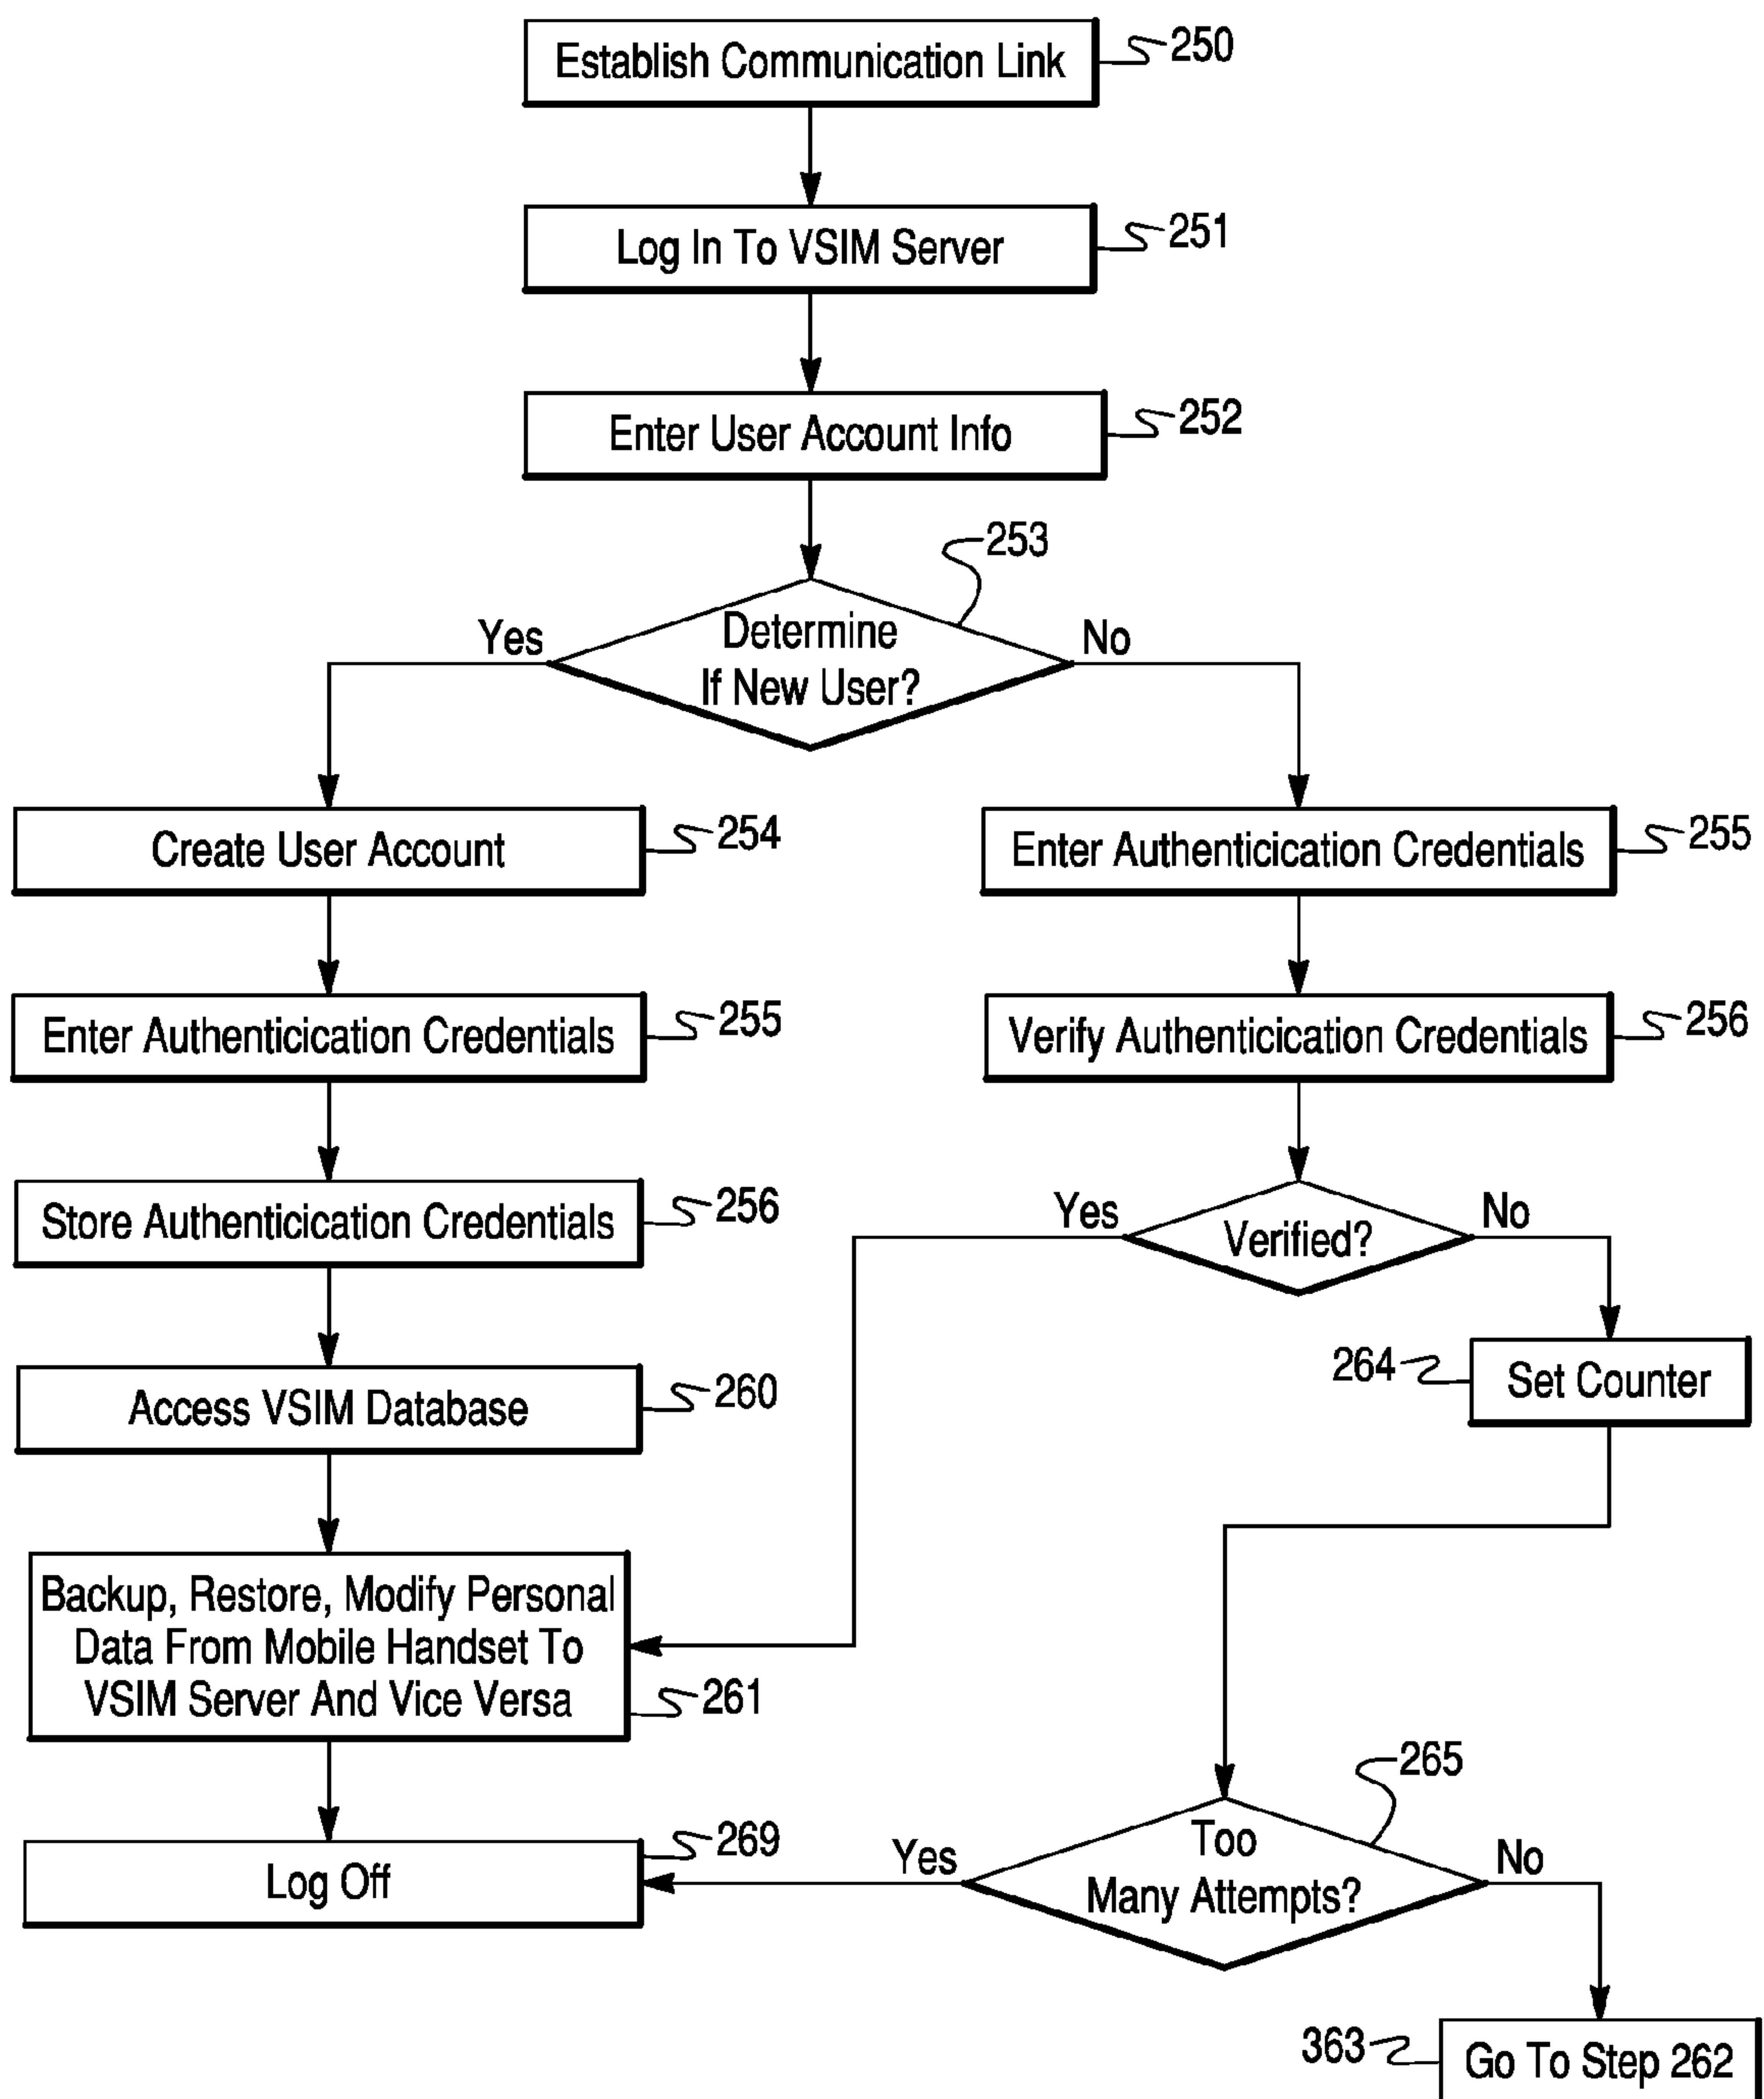 Establish Communication Link
250
Log In To VSIM Server
251
Enter User Account Info
252
253
Determine
If New User?
Yes
No
Create User Account
254
Enter Authenticication Credentials
255
Enter Authenticication Credentials
255
Verify Authenticication Credentials
256
Store Authenticication Credentials
256
Yes
Verified?
No
264
Set Counter
Access VSIM Database
260
Backup, Restore, Modify Personal
Data From Mobile Handset To
VSIM Server And Vice Versa
261
265
Too
Many Attempts?
Yes
No
Log Off
269
363
Go To Step 262